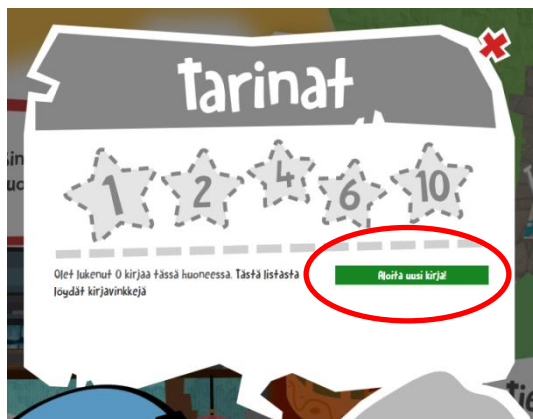 tarinat
1 2 4 6 10
Olet lukenut 0 kirjaa tässä huoneessa. Tästä listasta
löydät kirjavinkkejä
Aloita uusi kirja!